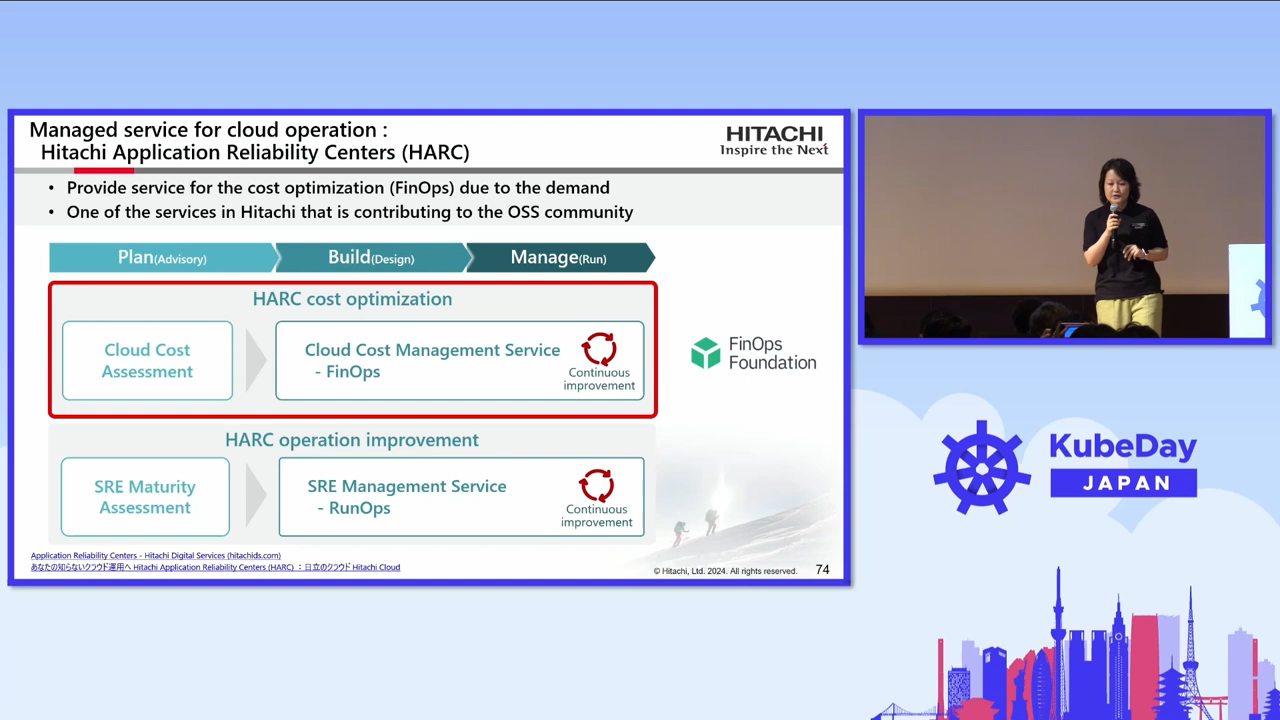 Managed service for cloud operation :
Hitachi Application Reliability Centers (HARC)
HITACHI
Inspire the Next
• Provide service for the cost optimization (FinOps) due to the demand
• One of the services in Hitachi that is contributing to the OSS community
Plan(Advisory)
Build(Design)
Manage(Run)
HARC cost optimization
Cloud Cost
Assessment
Cloud Cost Management Service
- FinOps
Continuous
improvement
FinOps
Foundation
HARC operation improvement
SRE Maturity
Assessment
SRE Management Service
- RunOps
Continuous
improvement
Application Reliability Centers - Hitachi Digital Services (hitachids.com)
あなたの知らないクラウド運用へ Hitachi Application Reliability Centers (HARC) ：日立のクラウド Hitachi Cloud
© Hitachi, Ltd. 2024. All rights reserved.
74
KubeDay
JAPAN